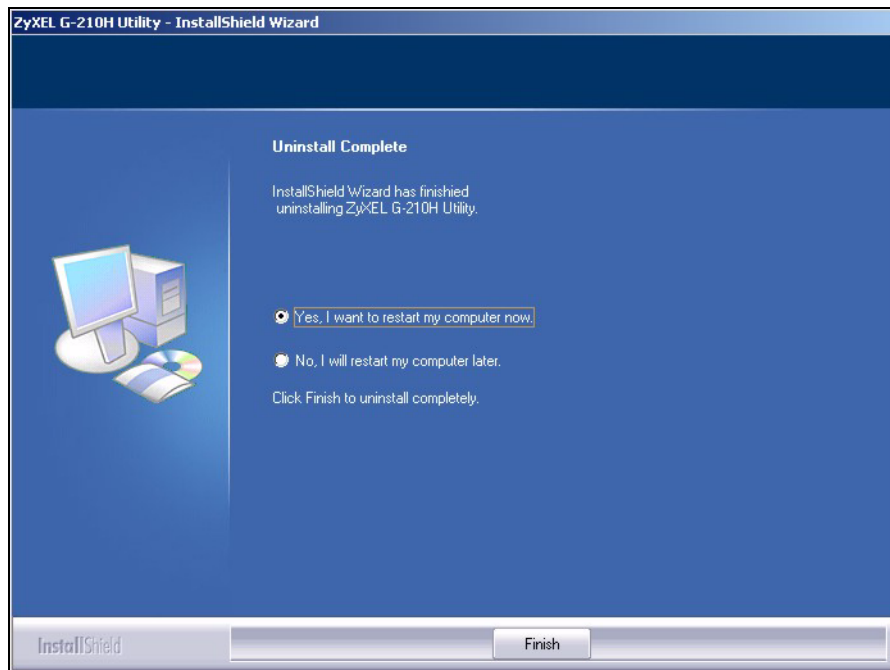 ZyXEL G-210H Utility - InstallShield Wizard
Uninstall Complete
InstallShield Wizard has finishied
uninstalling ZyXEL G-210H Utility.
Yes, I want to restart my computer now.
No, I will restart my computer later.
Click Finish to uninstall completely.
InstallShield
Finish